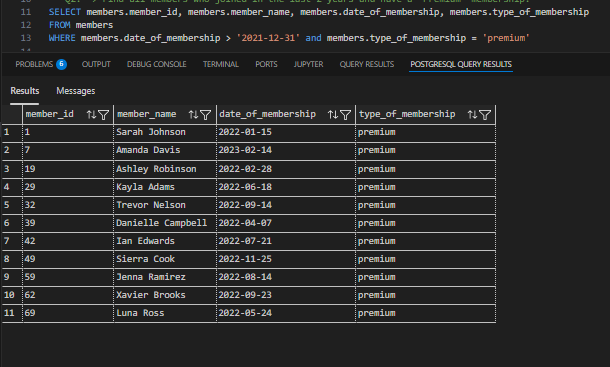 11 SELECT members.member_id, members.member_name, members.date_of_membership, members.type_of_membership
12 FROM members
13 WHERE members.date_of_membership > '2021-12-31' and members.type_of_membership = 'premium'
PROBLEMS 6 OUTPUT DEBUG CONSOLE TERMINAL PORTS JUPYTER QUERY RESULTS POSTGRESQL QUERY RESULTS
Results Messages
member_id member_name date_of_membership type_of_membership
1 1 Sarah Johnson 2022-01-15 premium
2 7 Amanda Davis 2023-02-14 premium
3 19 Ashley Robinson 2022-02-28 premium
4 29 Kayla Adams 2022-06-18 premium
5 32 Trevor Nelson 2022-09-14 premium
6 39 Danielle Campbell 2022-04-07 premium
7 42 Ian Edwards 2022-07-21 premium
8 49 Sierra Cook 2022-11-25 premium
9 59 Jenna Ramirez 2022-08-14 premium
10 62 Xavier Brooks 2022-09-23 premium
11 69 Luna Ross 2022-05-24 premium